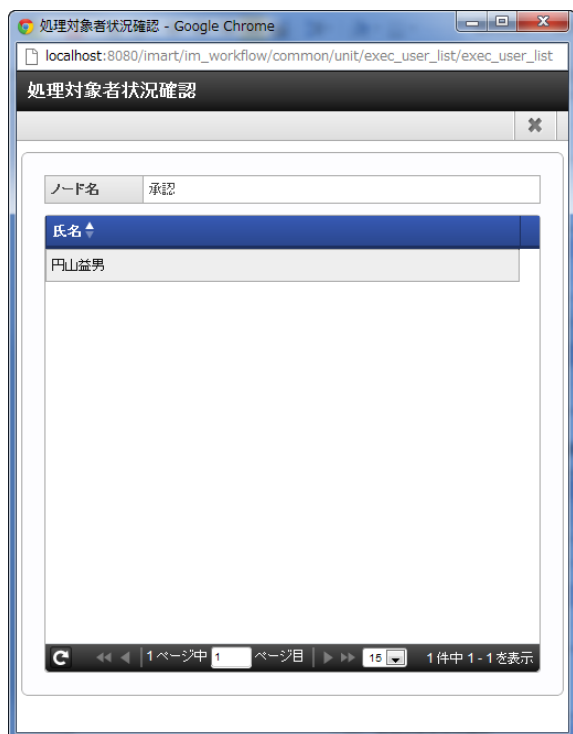 処理対象者状況確認 - Google Chrome
localhost:8080/imart/im_workflow/common/unit/exec_user_list/exec_user_list
処理対象者状況確認
ノード名 承認
氏名
円山益男
1 ページ中 1 ページ目 15 1 件中 1 - 1 を表示